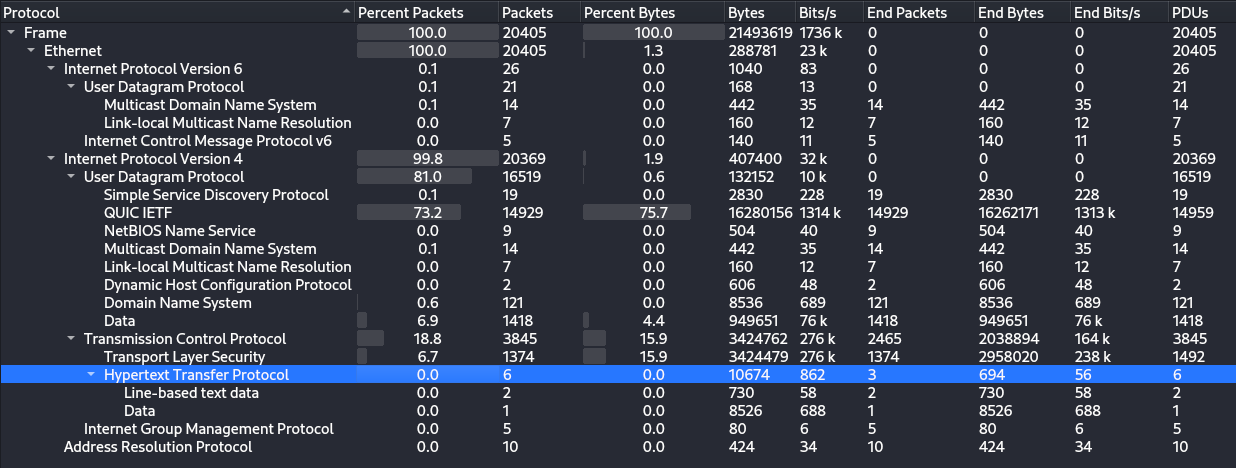 Protocol Percent Packets Packets Percent Bytes Bytes Bits/s End Packets End Bytes End Bits/s PDUs
Frame 100.0 20405 100.0 21493619 1736 k 0 0 0 20405
Ethernet 100.0 20405 1.3 288781 23 k 0 0 0 20405
Internet Protocol Version 6 0.1 26 0.0 1040 83 0 0 0 26
User Datagram Protocol 0.1 21 0.0 168 13 0 0 0 21
Multicast Domain Name System 0.1 14 0.0 442 35 14 442 35 14
Link-local Multicast Name Resolution 0.0 7 0.0 160 12 7 160 12 7
Internet Control Message Protocol v6 0.0 5 0.0 140 11 5 140 11 5
Internet Protocol Version 4 99.8 20369 1.9 407400 32 k 0 0 0 20369
User Datagram Protocol 81.0 16519 0.6 132152 10 k 0 0 0 16519
Simple Service Discovery Protocol 0.1 19 0.0 2830 228 19 2830 228 19
QUIC IETF 73.2 14929 75.7 16280156 1314 k 14929 16262171 1313 k 14959
NetBIOS Name Service 0.0 9 0.0 504 40 9 504 40 9
Multicast Domain Name System 0.1 14 0.0 442 35 14 442 35 14
Link-local Multicast Name Resolution 0.0 7 0.0 160 12 7 160 12 7
Dynamic Host Configuration Protocol 0.0 2 0.0 606 48 2 606 48 2
Domain Name System 0.6 121 0.0 8536 689 121 8536 689 121
Data 6.9 1418 4.4 949651 76 k 1418 949651 76 k 1418
Transmission Control Protocol 18.8 3845 15.9 3424762 276 k 2465 2038894 164 k 3845
Transport Layer Security 6.7 1374 15.9 3424479 276 k 1374 2958020 238 k 1492
Hypertext Transfer Protocol 0.0 6 0.0 10674 862 3 694 56 6
Line-based text data 0.0 2 0.0 730 58 2 730 58 2
Data 0.0 1 0.0 8526 688 1 8526 688 1
Internet Group Management Protocol 0.0 5 0.0 80 6 5 80 6 5
Address Resolution Protocol 0.0 10 0.0 424 34 10 424 34 10